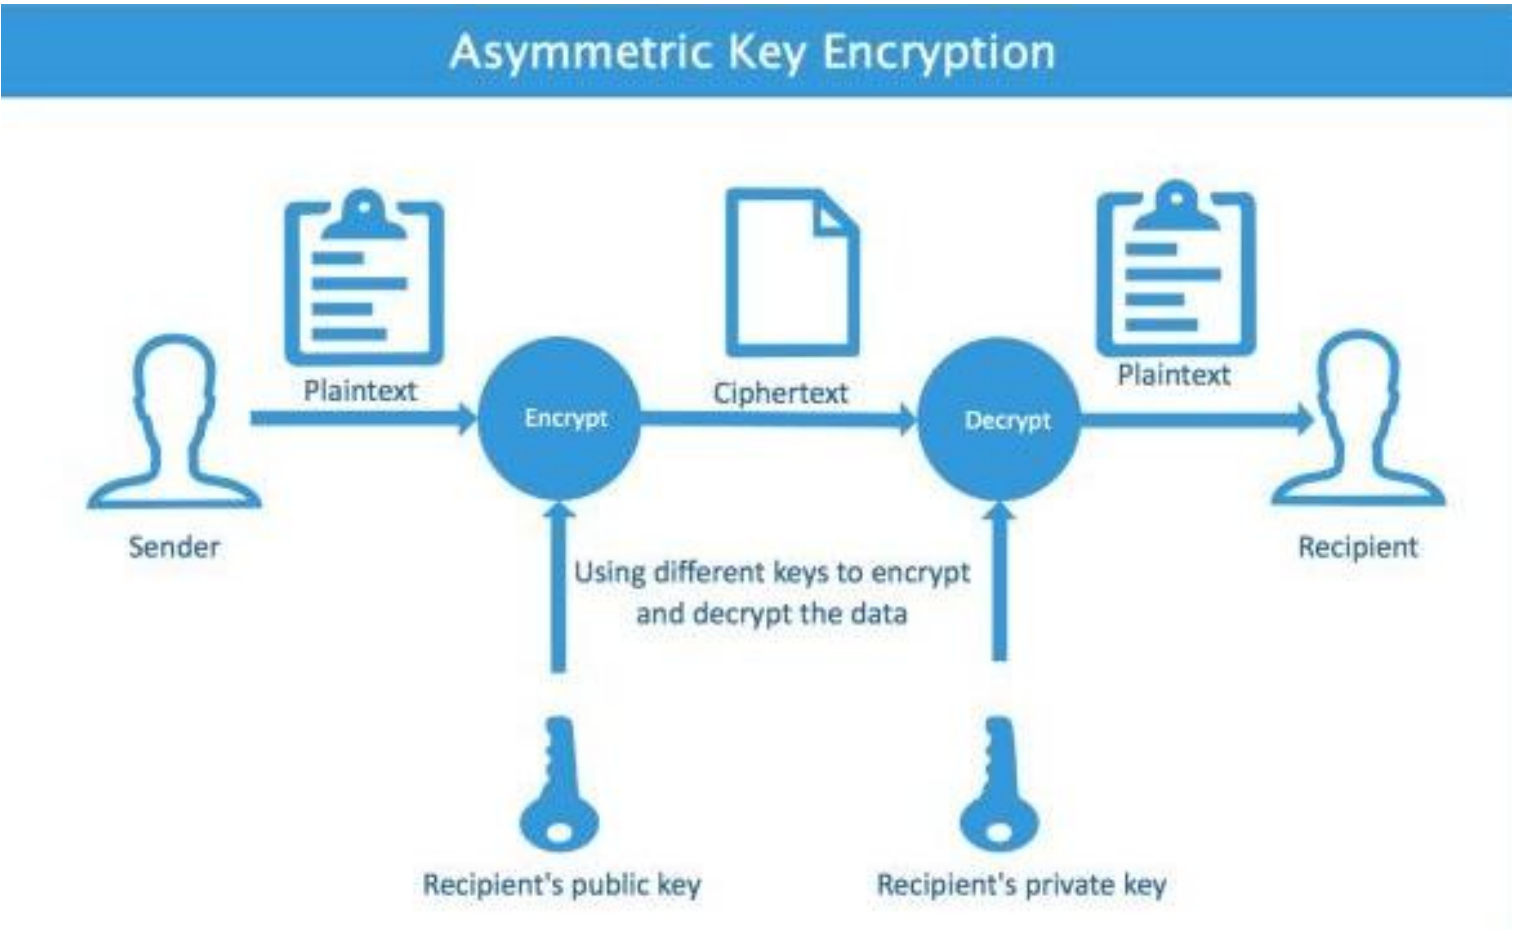 Asymmetric Key Encryption
Plaintext
Ciphertext
Plaintext
Encrypt
Decrypt
Sender
Recipient
Using different keys to encrypt
and decrypt the data
Recipient's public key
Recipient's private key